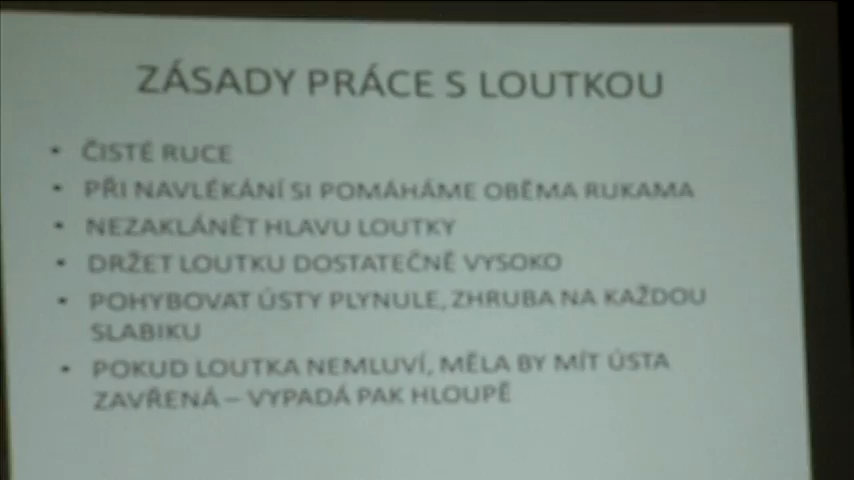 ZÁSADY PRÁCE S LOUTKOU
• ČISTÉ RUCE
• PŘI NAVLÉKÁNÍ SI POMÁHÁME OBĚMA RUKAMA
• NEZAKLÁNĚT HLAVU LOUTKY
• DRŽET LOUTKU DOSTATEČNĚ VYSOKO
• POHYBOVAT ÚSTY PLYNULE, ZHRUBA NA KAŽDOU
SLABIKU
• POKUD LOUTKA NEMLUVÍ, MĚLA BY MÍT ÚSTA
ZAVŘENÁ – VYPADÁ PAK HLOUPĚ